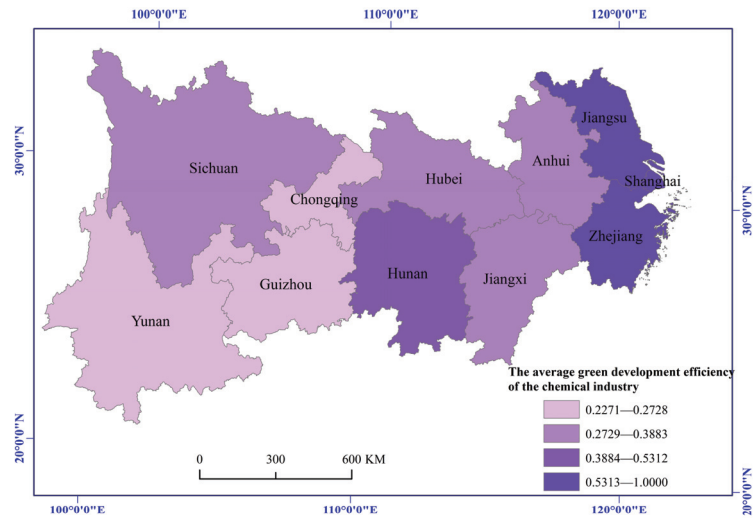 100°0'0"E
110°0'0"E
120°0'0"E
30°0'0"N
30°0'0"N
20°0'0"N
20°0'0"N
Jiangsu
Anhui
Sichuan
Hubei
Shanghai
Chongqing
Zhejiang
Guizhou
Hunan
Jiangxi
Yunan
The average green development efficiency
of the chemical industry
0.2271—0.2728
0.2729—0.3883
0.3884—0.5312
0.5313—1.0000
0 300 600 KM
100°0'0"E
110°0'0"E
120°0'0"E